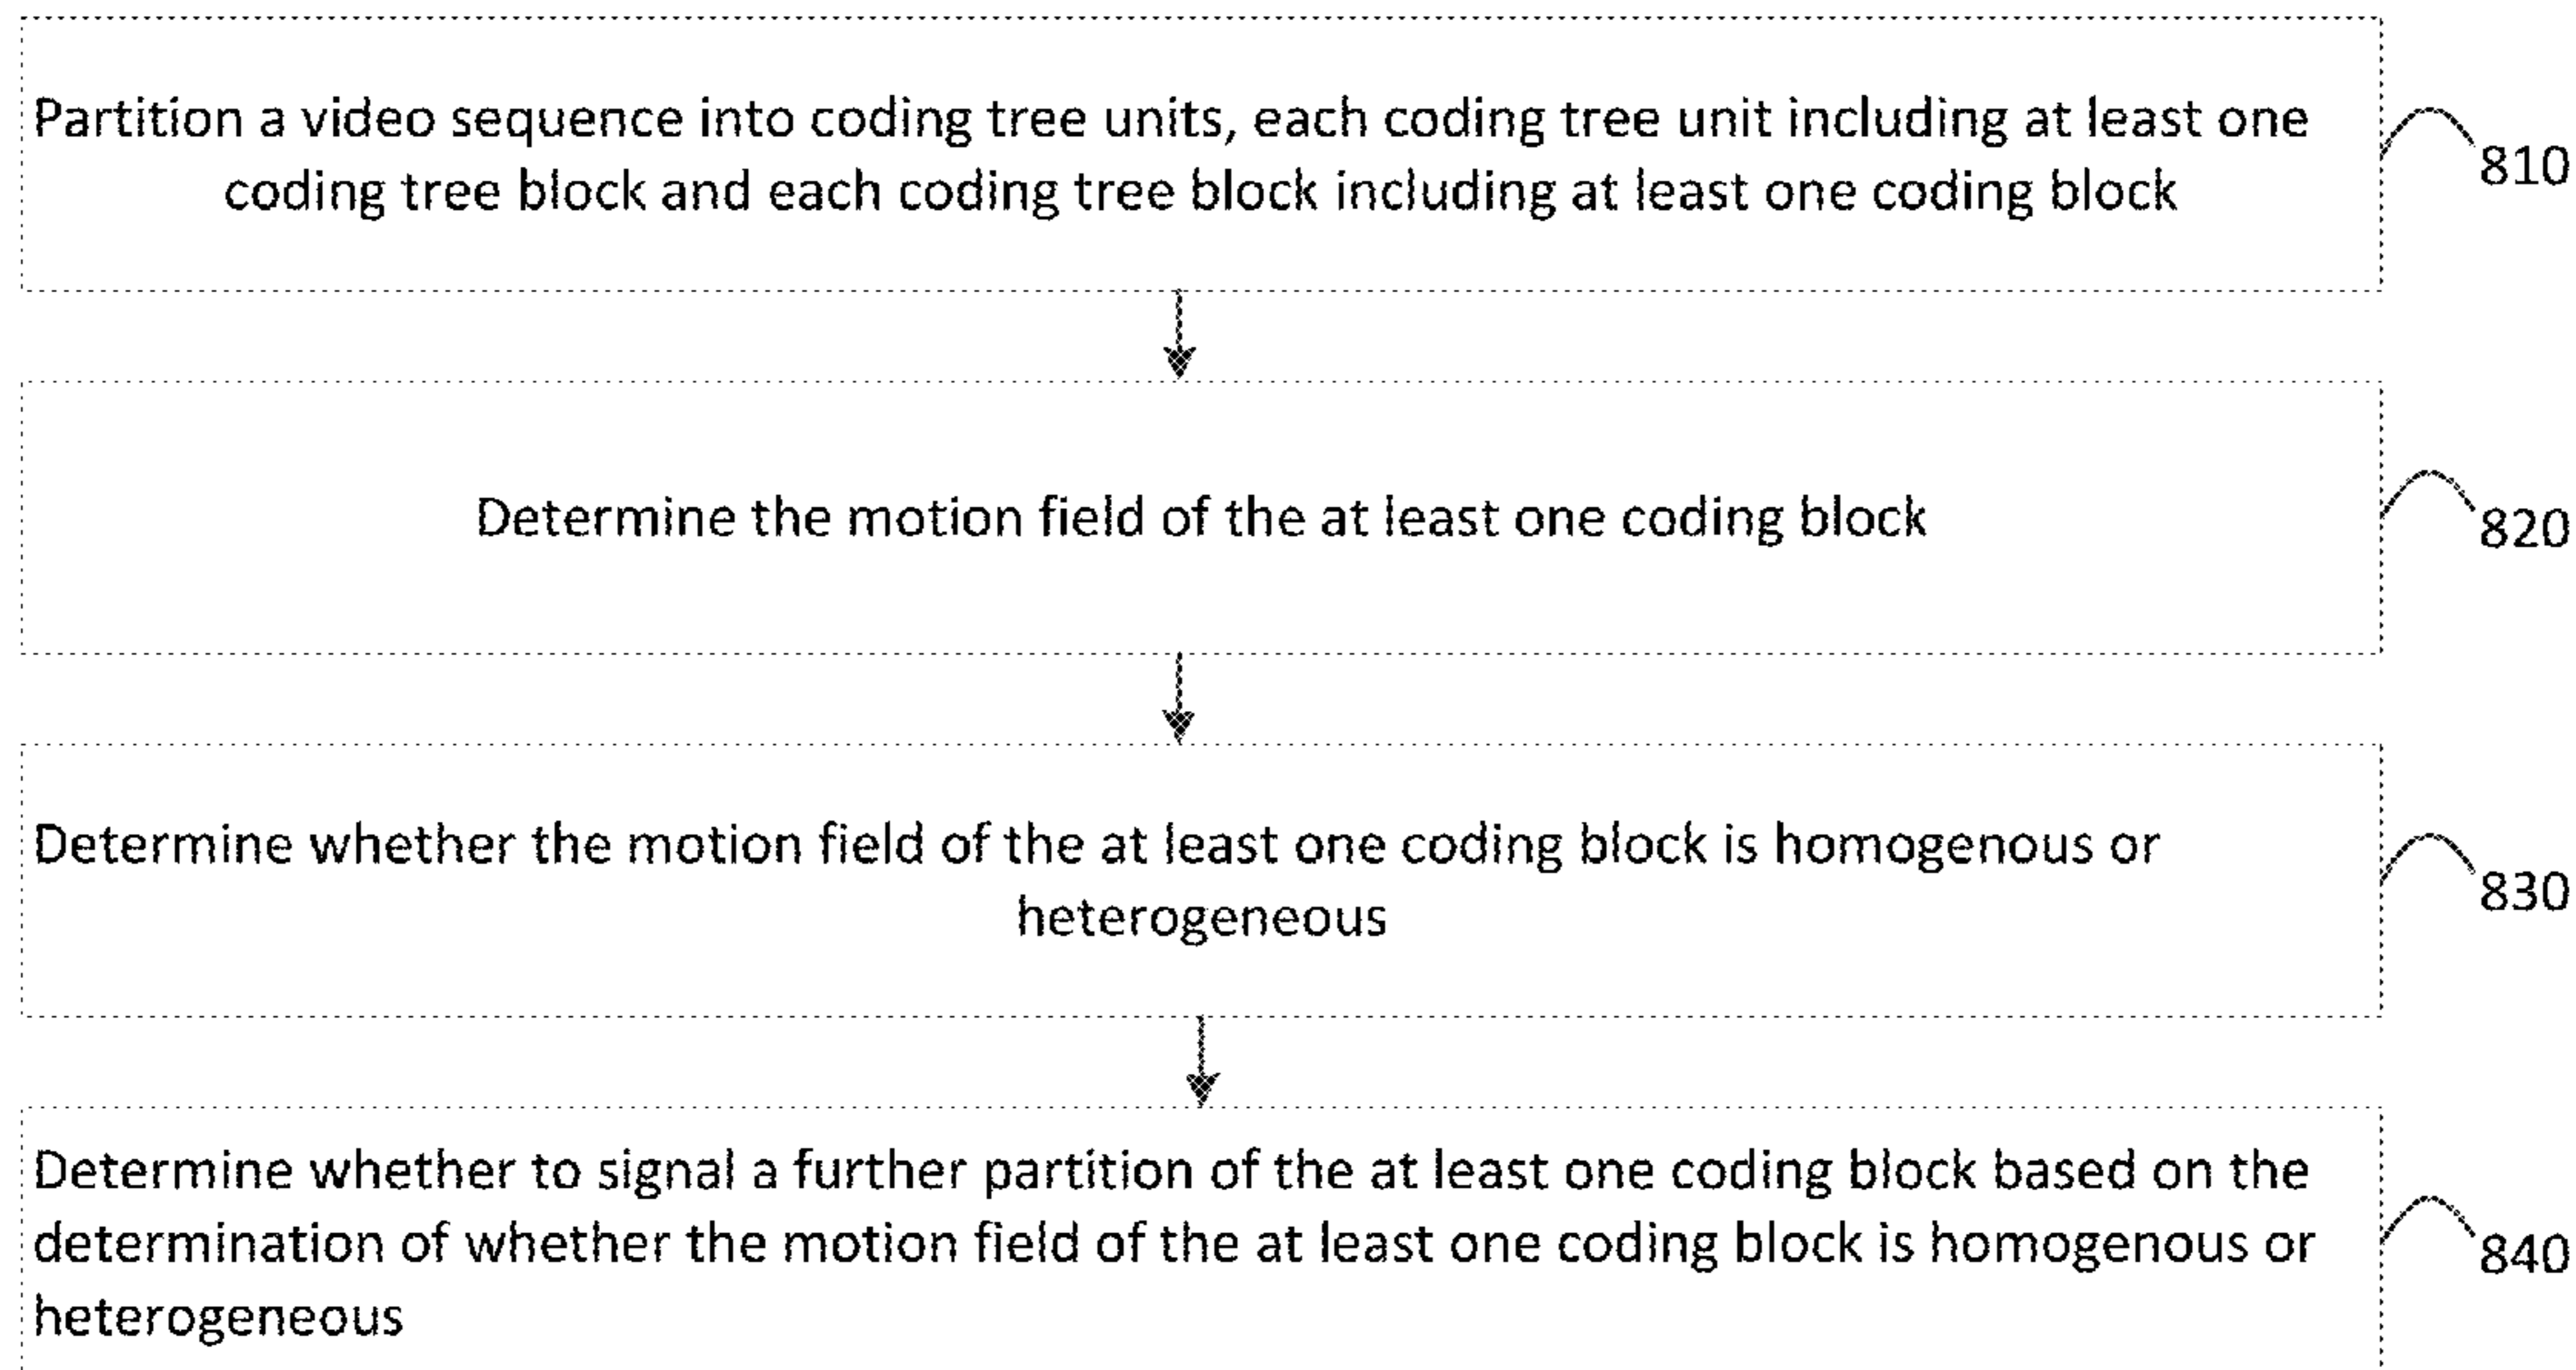 Partition a video sequence into coding tree units, each coding tree unit including at least one
coding tree block and each coding tree block including at least one coding block
810
Determine the motion field of the at least one coding block
820
Determine whether the motion field of the at least one coding block is homogenous or
heterogeneous
830
Determine whether to signal a further partition of the at least one coding block based on the
determination of whether the motion field of the at least one coding block is homogenous or
heterogeneous
840